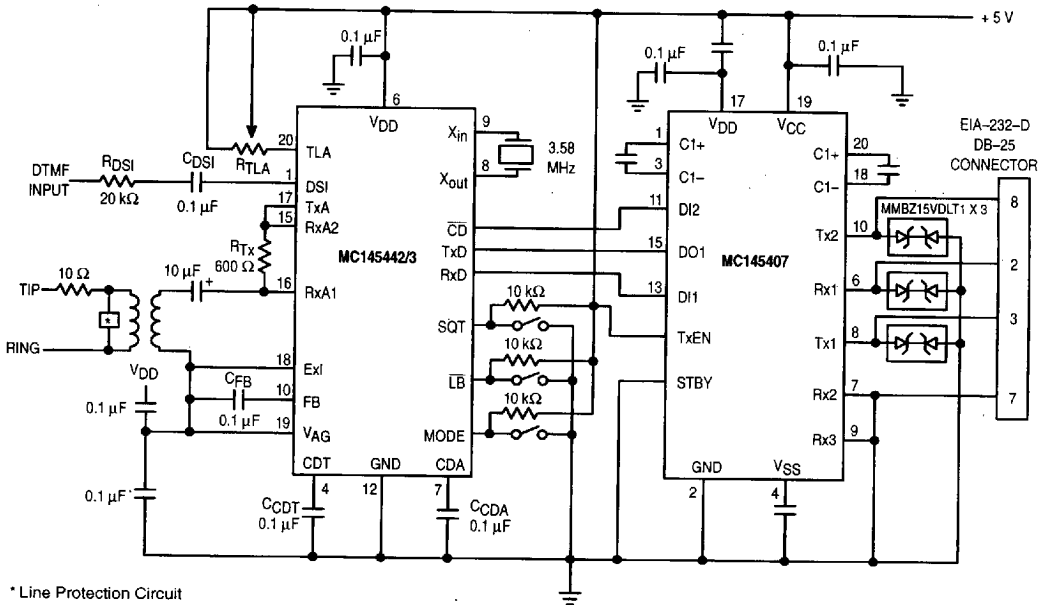 + 5 V
0.1 µF
0.1 µF
0.1 µF
6
VDD
17
VDD
19
VCC
EIA-232-D
DB-25
CONNECTOR
20
TLA
RTLA
Xin
9
Xout
8
3.58
MHz
1
C1+
3
C1–
C1+
20
C1–
18
DTMF
INPUT
RDSI
20 kΩ
CDSI
0.1 µF
1
DSI
17
TxA
15
RxA2
RTx
600 Ω
MC145442/3
CD
TxD
RxD
11
DI2
15
DO1
13
DI1
MC145407
Tx2
10
MMBZ15VDLT1 X 3
8
Rx1
6
2
Tx1
8
3
10 Ω
TIP
*
RING
10 µF
+
16
RxA1
SQT
10 kΩ
TxEN
LB
10 kΩ
STBY
MODE
10 kΩ
Rx2
7
7
Rx3
9
VDD
0.1 µF
18
ExI
CFB
0.1 µF
10
FB
19
VAG
0.1 µF
CDT
4
GND
12
CDA
7
CCDT
0.1 µF
CCDA
0.1 µF
GND
2
VSS
4
* Line Protection Circuit